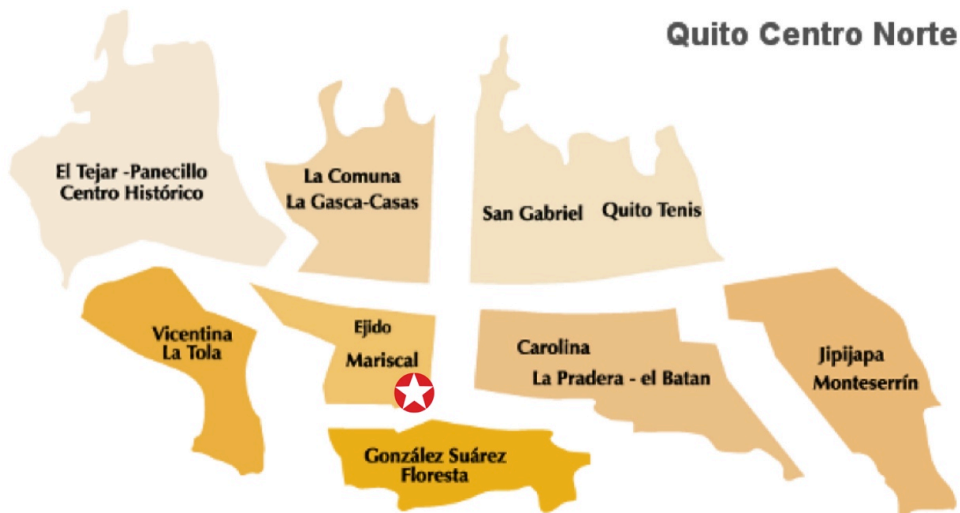 Quito Centro Norte
El Tejar -Panecillo
Centro Histórico
La Comuna
La Gasca-Casas
San Gabriel
Quito Tenis
Vicentina
La Tola
Ejido
Mariscal
Carolina
La Pradera - el Batan
Jipijapa
Monteserrín
González Suárez
Floresta